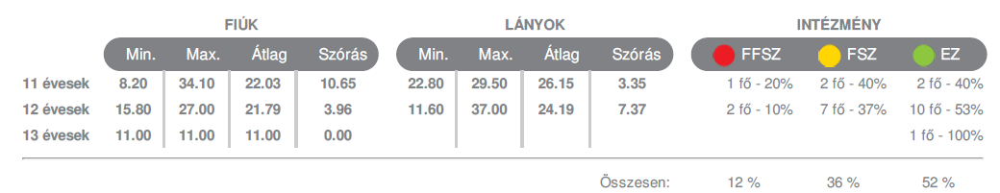 FIÚK LÁNYOK INTÉZMÉNY
Min. Max. Átlag Szórás Min. Max. Átlag Szórás FFSZ FSZ EZ
11 évesek 8.20 34.10 22.03 10.65 22.80 29.50 26.15 3.35 1 fő - 20% 2 fő - 40% 2 fő - 40%
12 évesek 15.80 27.00 21.79 3.96 11.60 37.00 24.19 7.37 2 fő - 10% 7 fő - 37% 10 fő - 53%
13 évesek 11.00 11.00 11.00 0.00 1 fő - 100%
Összesen: 12 % 36 % 52 %